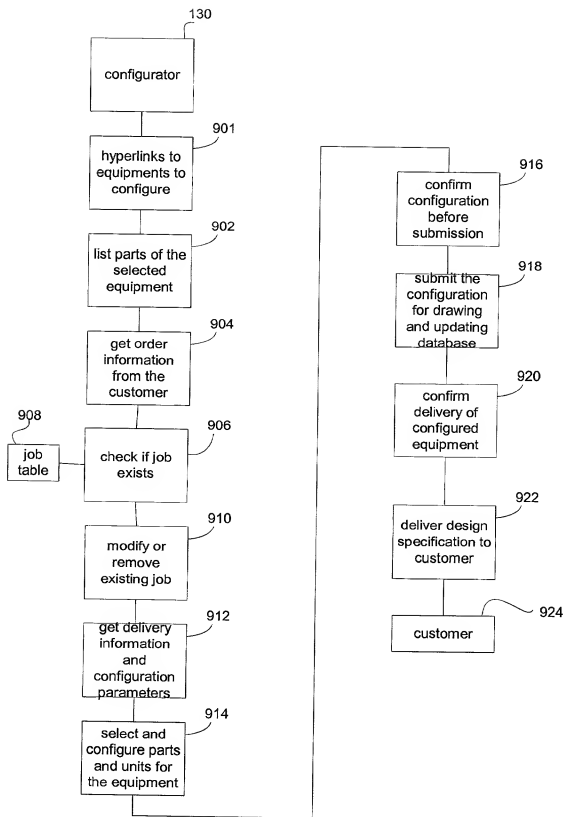 130
configurator
901
hyperlinks to
equipments to
configure
902
list parts of the
selected
equipment
904
get order
information
from the
customer
908
job
table
906
check if job
exists
910
modify or
remove
existing job
912
get delivery
information
and
configuration
parameters
914
select and
configure parts
and units for
the equipment
916
confirm
configuration
before
submission
918
submit the
configuration
for drawing
and updating
database
920
confirm
delivery of
configured
equipment
922
deliver design
specification to
customer
924
customer